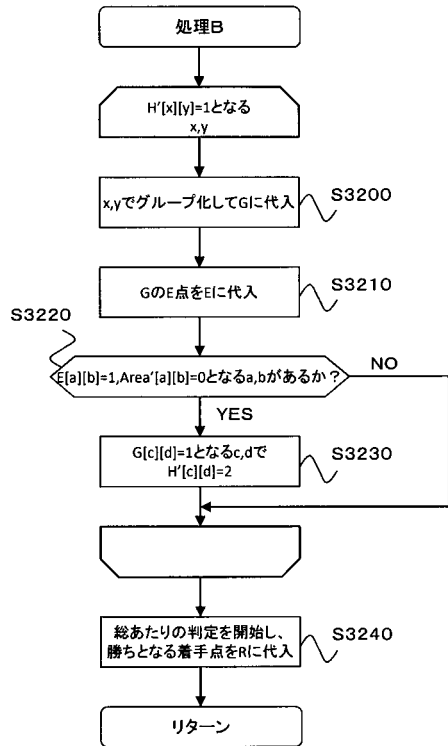 処理B
H'[x][y]=1となる
x,y
x,yでグループ化してGに代入
S3200
GのE点をEに代入
S3210
S3220
E[a][b]=1,Area'[a][b]=0となるa,bがあるか？
NO
YES
G[c][d]=1となるc,dで
H'[c][d]=2
S3230
総あたりの判定を開始し、
勝ちとなる着手点をRに代入
S3240
リターン